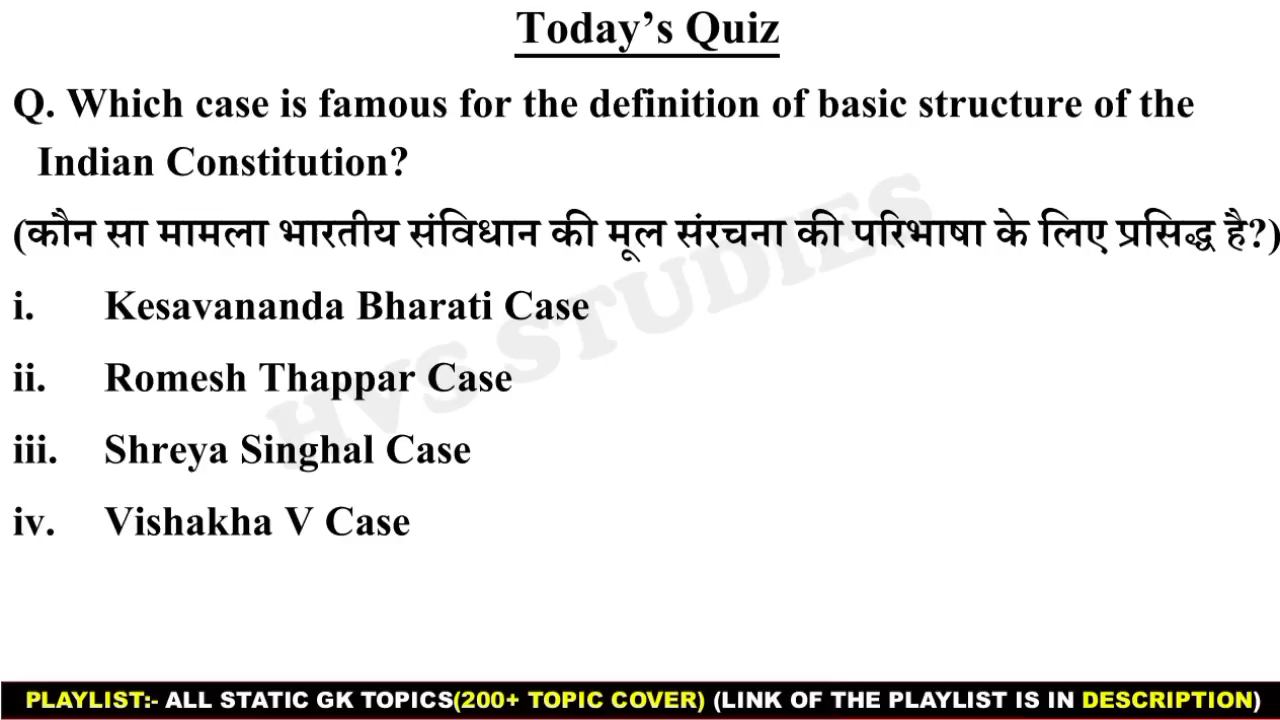 Today’s Quiz
Q. Which case is famous for the definition of basic structure of the
Indian Constitution?
(कौन सा मामला भारतीय संविधान की मूल संरचना की परिभाषा के लिए प्रसिद्ध है?)
i. Kesavananda Bharati Case
ii. Romesh Thappar Case
iii. Shreya Singhal Case
iv. Vishakha V Case
HVS STUDIES
PLAYLIST:- ALL STATIC GK TOPICS(200+ TOPIC COVER) (LINK OF THE PLAYLIST IS IN DESCRIPTION)